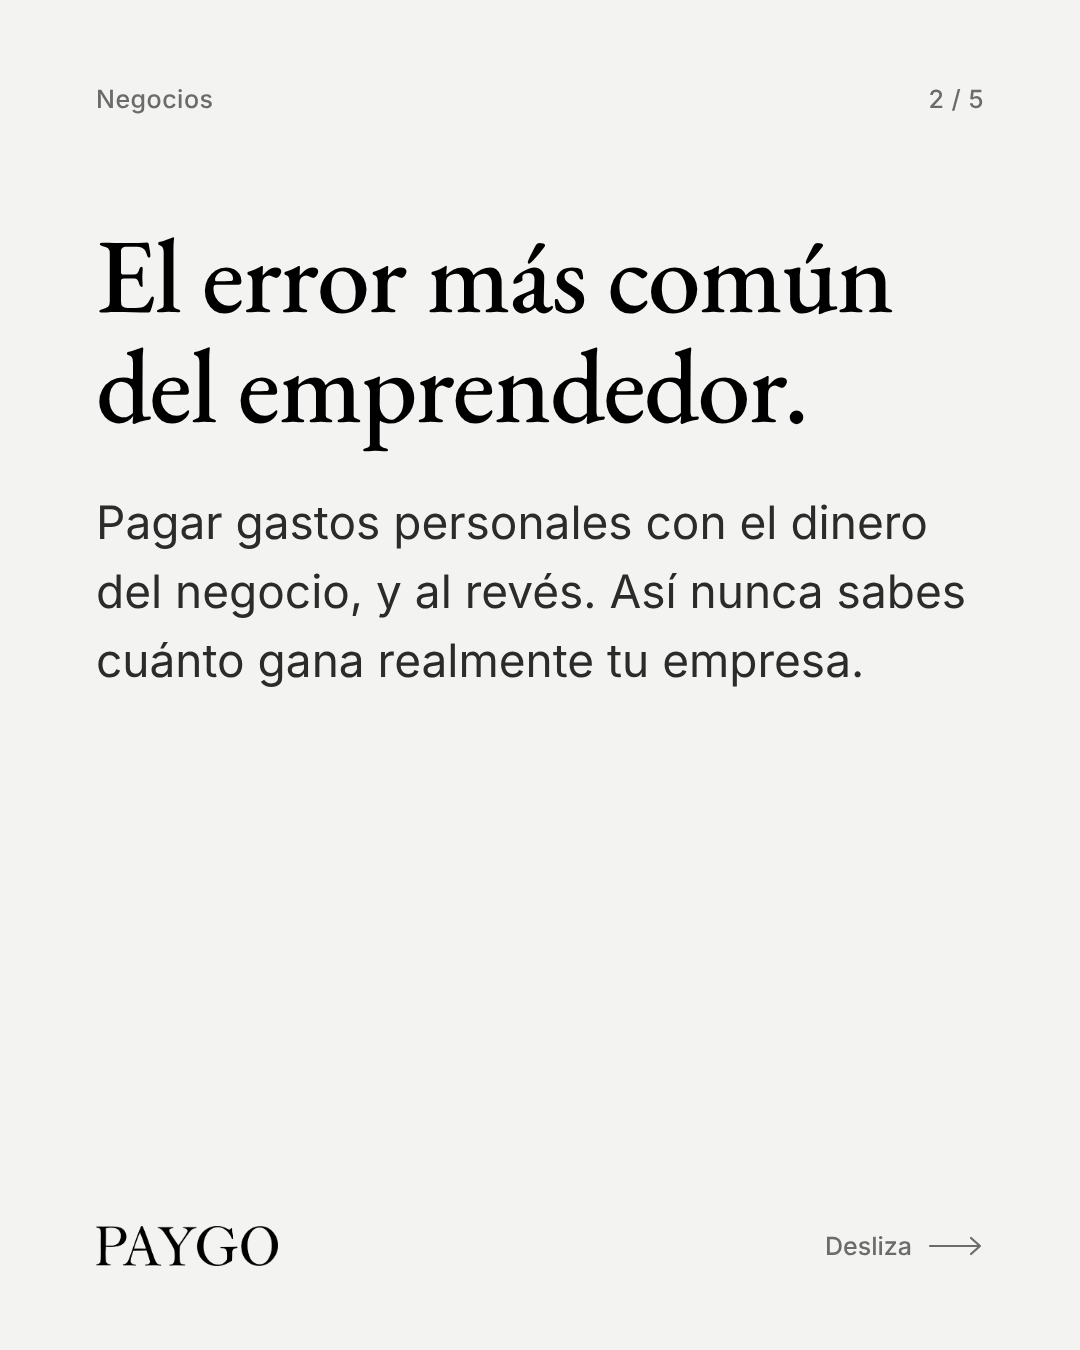 Negocios
2 / 5
El error más común
del emprendedor.
Pagar gastos personales con el dinero
del negocio, y al revés. Así nunca sabes
cuánto gana realmente tu empresa.
PAYGO
Desliza